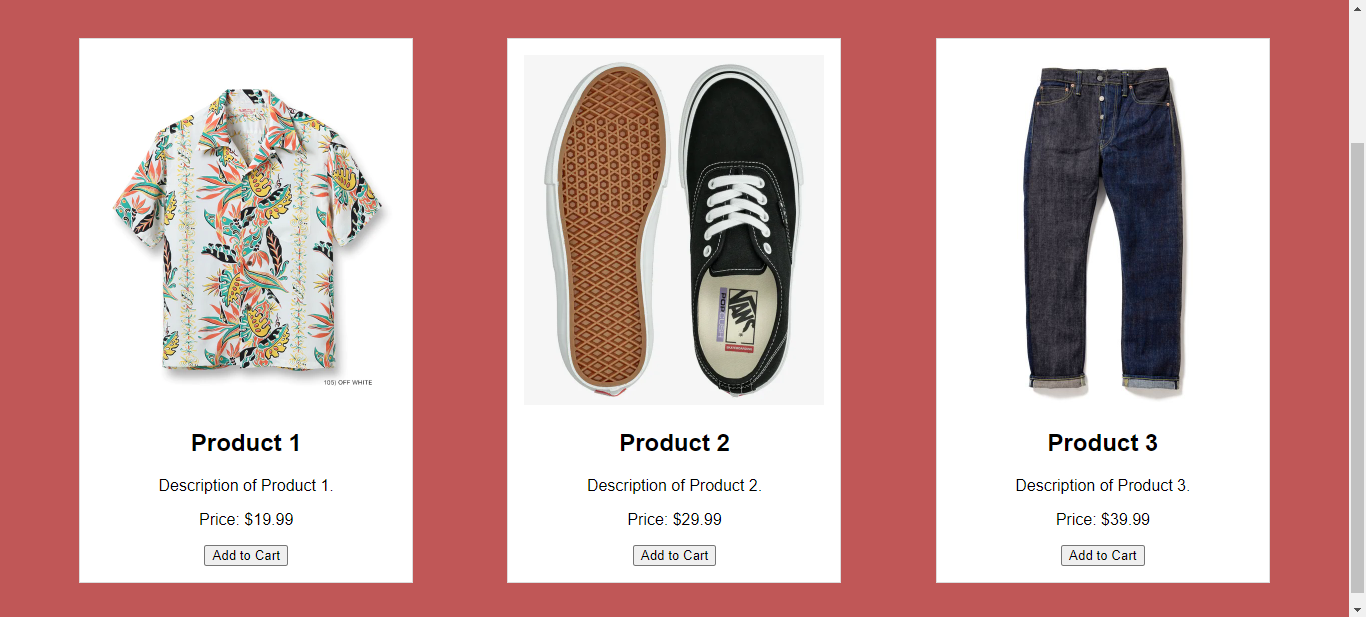 105) OFF WHITE
VANS
Product 1
Description of Product 1.
Price: $19.99
Add to Cart
Product 2
Description of Product 2.
Price: $29.99
Add to Cart
Product 3
Description of Product 3.
Price: $39.99
Add to Cart